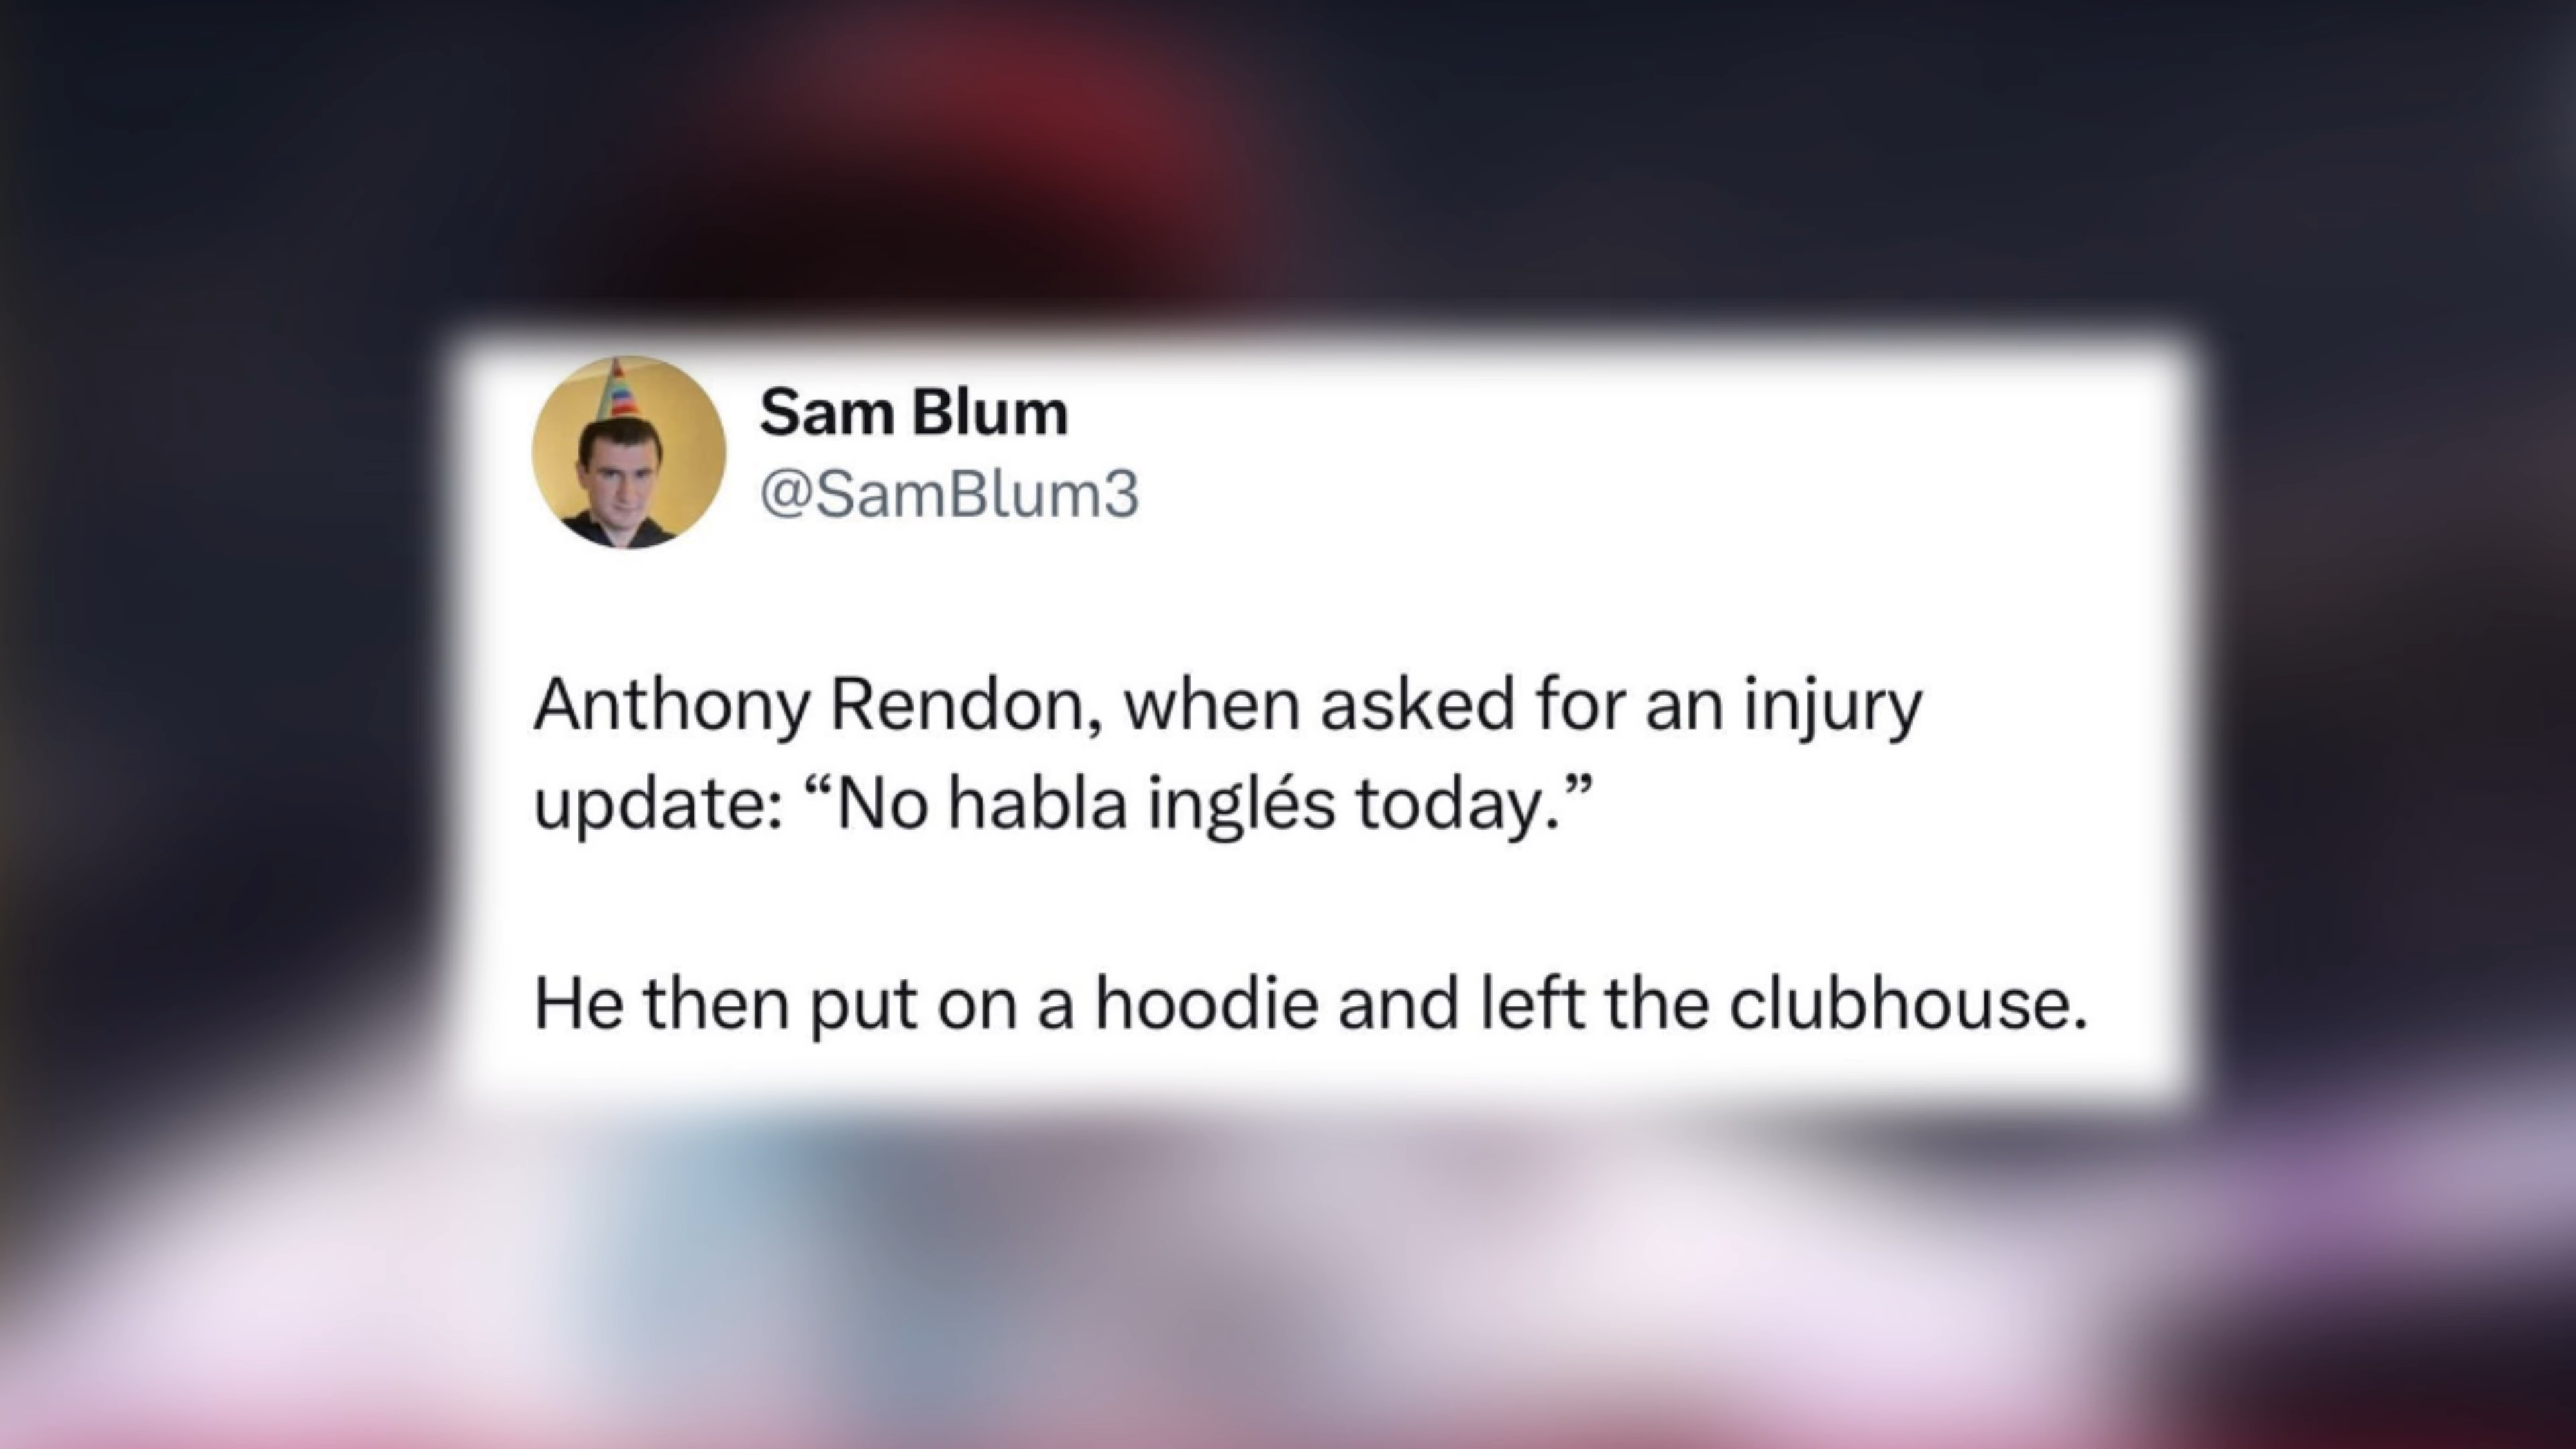 Sam Blum
@SamBlum3
Anthony Rendon, when asked for an injury
update: “No habla inglés today.”
He then put on a hoodie and left the clubhouse.